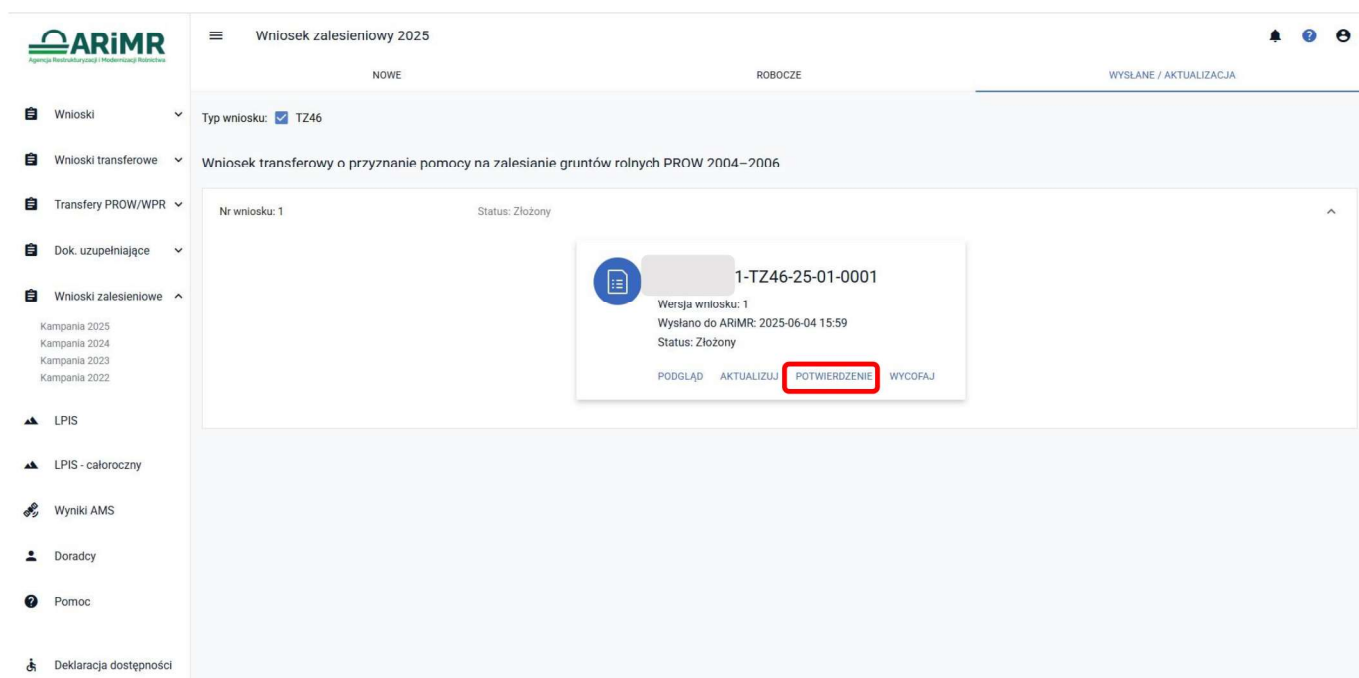 ARiMR
Agencja Restrukturyzacji i Modernizacji Rolnictwa
Wniosek zalesieniowy 2025
NOWE
ROBOCZE
WYSŁANE / AKTUALIZACJA
Wnioski
Wnioski transferowe
Transfery PROW/WPR
Dok. uzupełniające
Wnioski zalesieniowe
Kampania 2025
Kampania 2024
Kampania 2023
Kampania 2022
LPIS
LPIS - całoroczny
Wyniki AMS
Doradcy
Pomoc
Deklaracja dostępności
Typ wniosku: TZ46
Wniosek transferowy o przyznanie pomocy na zalesianie gruntów rolnych PROW 2004–2006
Nr wniosku: 1 Status: Złożony
1-TZ46-25-01-0001
Wersja wniosku: 1
Wysłano do ARiMR: 2025-06-04 15:59
Status: Złożony
PODGLĄD AKTUALIZUJ POTWIERDZENIE WYCOFAJ